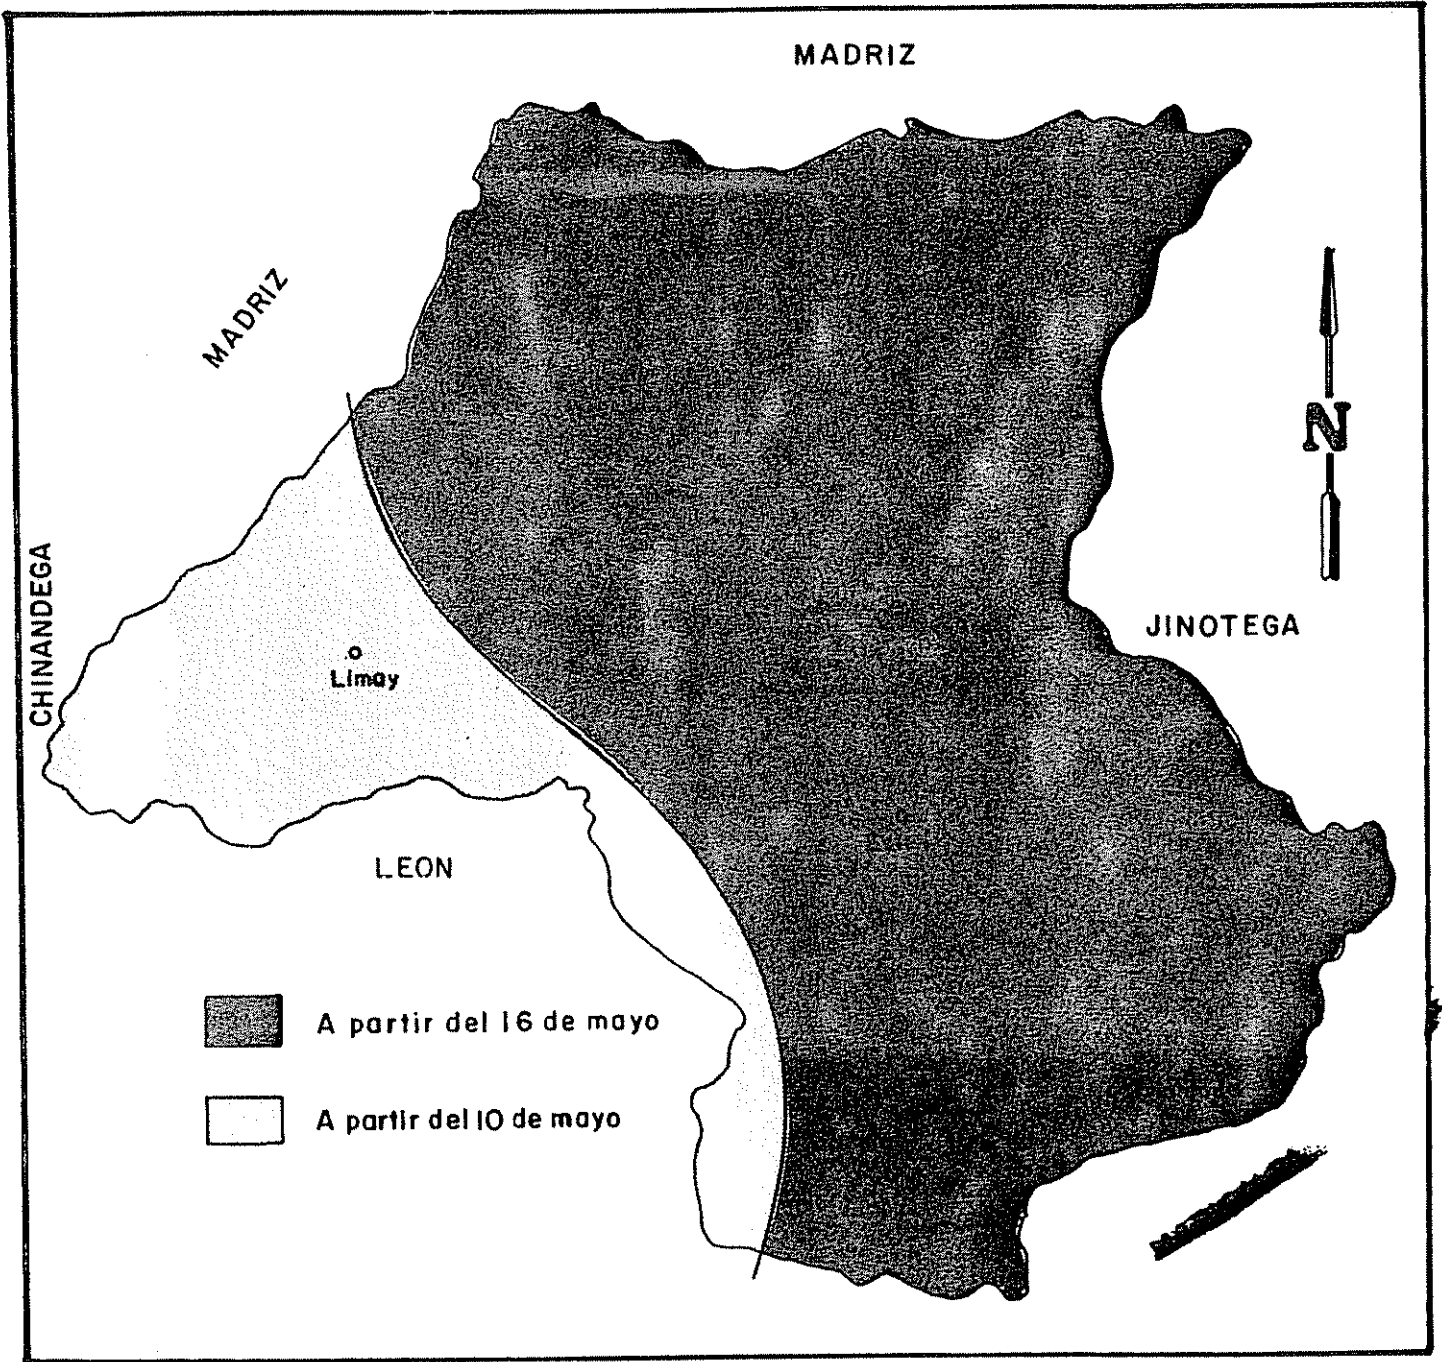 MADRIZ
MADRIZ
N
CHINANDEGA
JINOTEGA
Limay
LEON
A partir del 16 de mayo
A partir del 10 de mayo